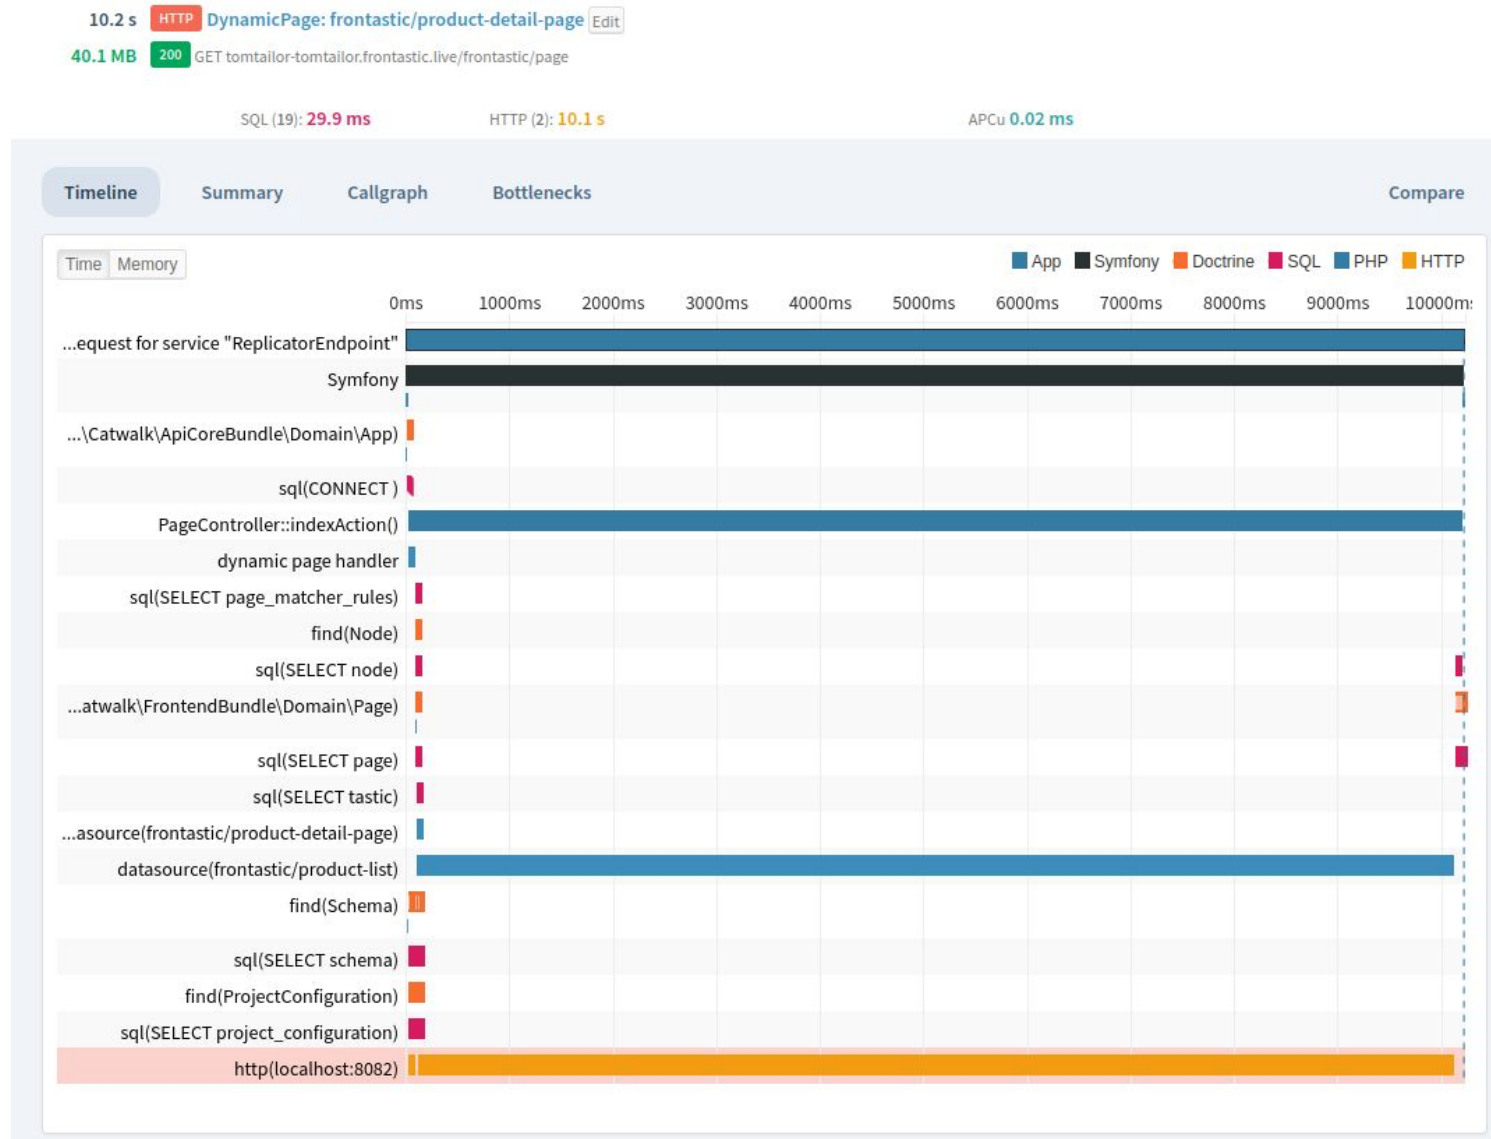 10.2 s HTTP DynamicPage: frontastic/product-detail-page Edit
40.1 MB 200 GET tomtailor-tomtailor.frontastic.live/frontastic/page
SQL (19): 29.9 ms HTTP (2): 10.1 s APCu 0.02 ms
Timeline Summary Callgraph Bottlenecks Compare
Time Memory App Symfony Doctrine SQL PHP HTTP
0ms 1000ms 2000ms 3000ms 4000ms 5000ms 6000ms 7000ms 8000ms 9000ms 10000m
...equest for service "ReplicatorEndpoint"
Symfony
...\Catwalk\ApiCoreBundle\Domain\App)
sql(CONNECT )
PageController::indexAction()
dynamic page handler
sql(SELECT page_matcher_rules)
find(Node)
sql(SELECT node)
...atwalk\FrontendBundle\Domain\Page)
sql(SELECT page)
sql(SELECT tastic)
...asource(frontastic/product-detail-page)
datasource(frontastic/product-list)
find(Schema)
sql(SELECT schema)
find(ProjectConfiguration)
sql(SELECT project_configuration)
http(localhost:8082)